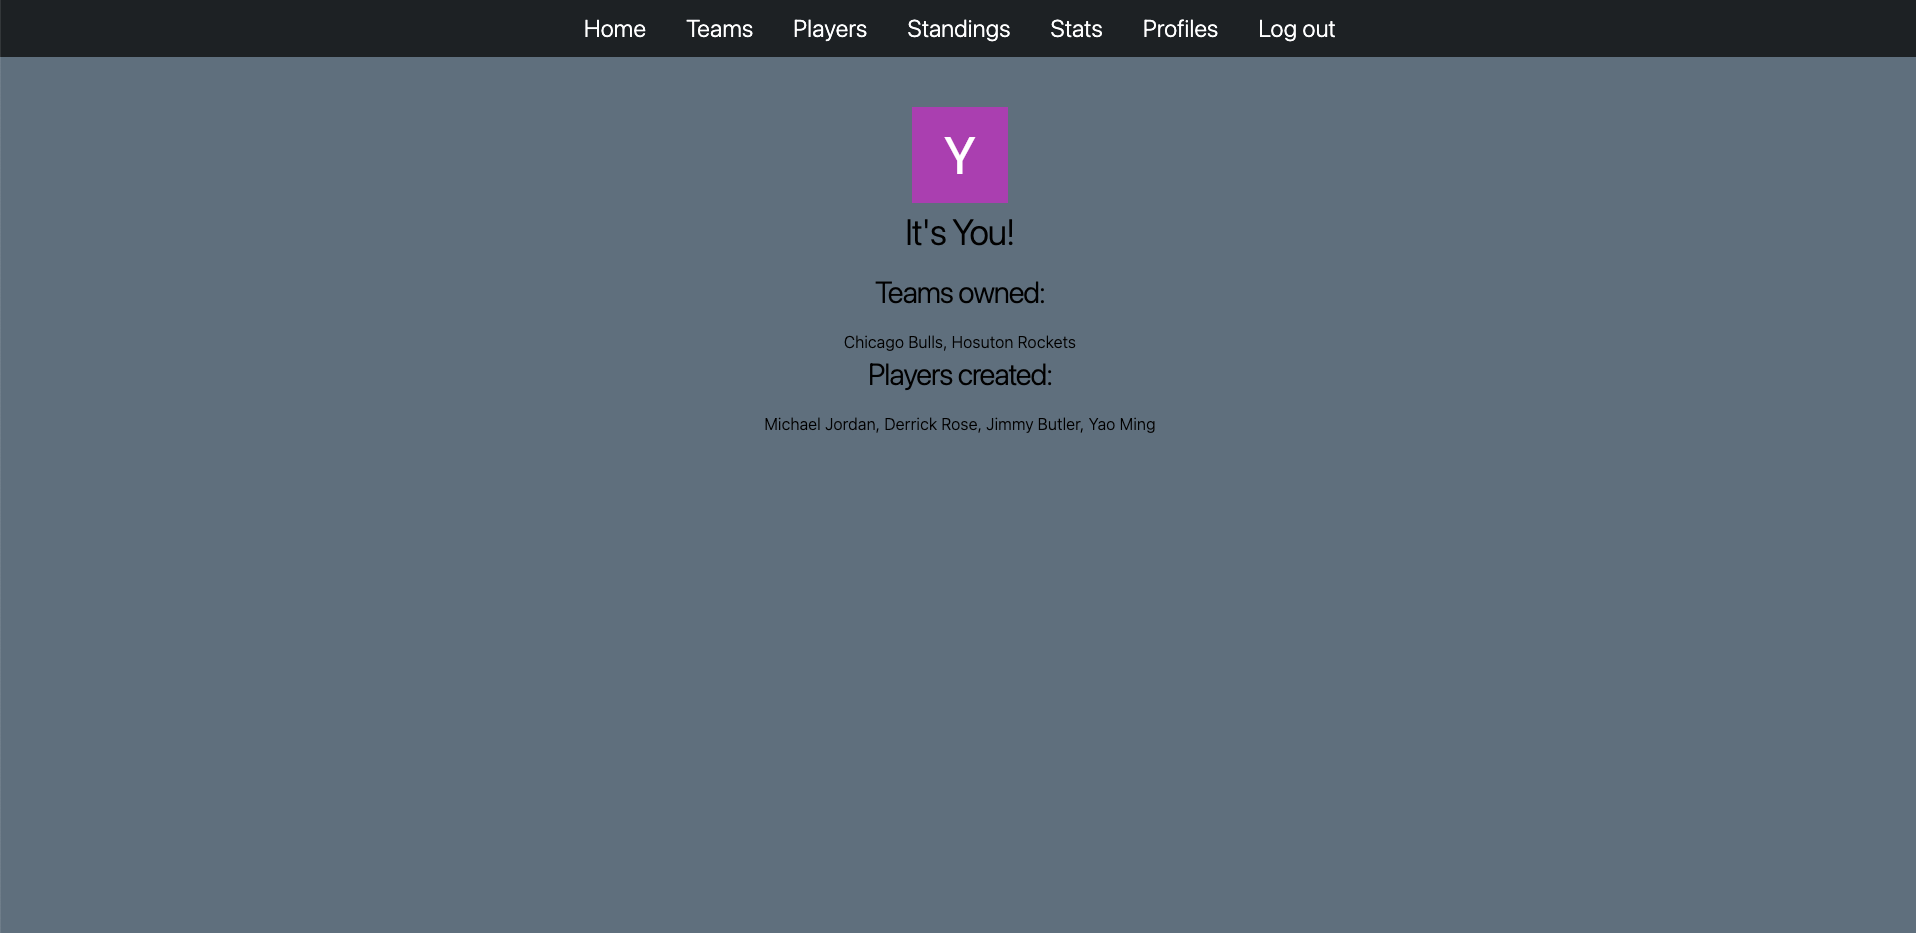 Home Teams Players Standings Stats Profiles Log out
Y
It's You!
Teams owned:
Chicago Bulls, Hosuton Rockets
Players created:
Michael Jordan, Derrick Rose, Jimmy Butler, Yao Ming